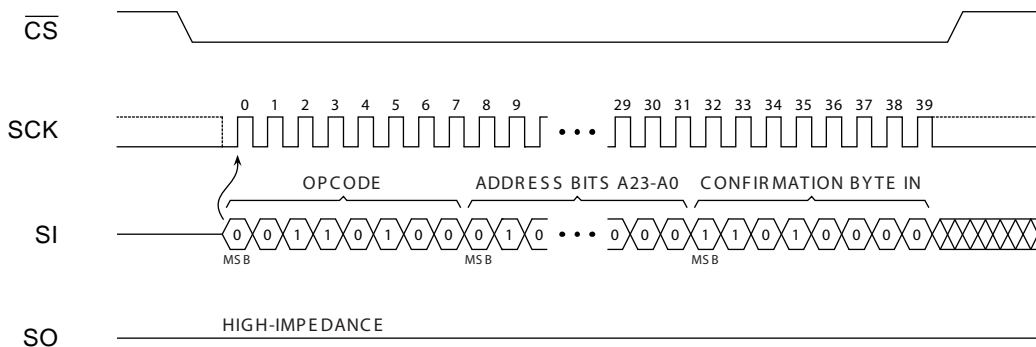 CS
0 1 2 3 4 5 6 7 8 9 29 30 31 32 33 34 35 36 37 38 39
SCK •••
OPCODE ADDRESS BITS A23-A0 CONFIRMATION BYTE IN
SI 0 0 1 1 0 1 0 0 0 1 0 ••• 0 0 0 1 1 0 1 0 0 0 0
MSB MSB MSB
HIGH-IMPEDANCE
SO